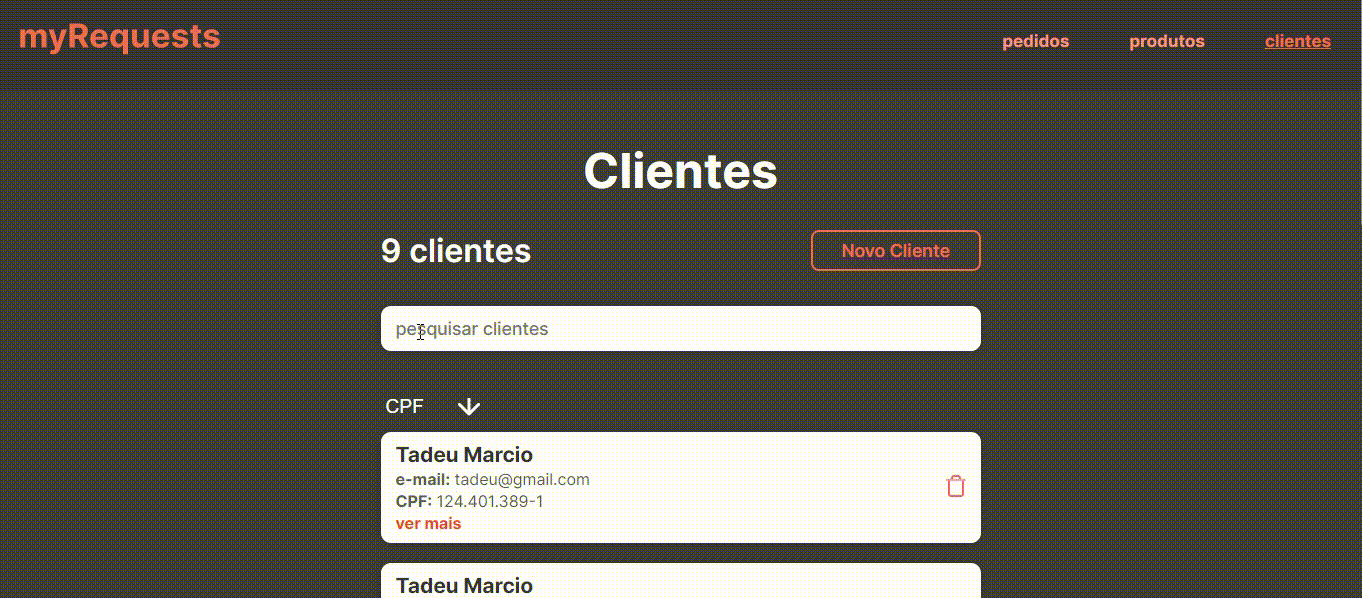 myRequests
pedidos produtos clientes
Clientes
9 clientes Novo Cliente
pesquisar clientes
CPF
Tadeu Marcio
e-mail: tadeu@gmail.com
CPF: 124.401.389-1
ver mais
Tadeu Marcio